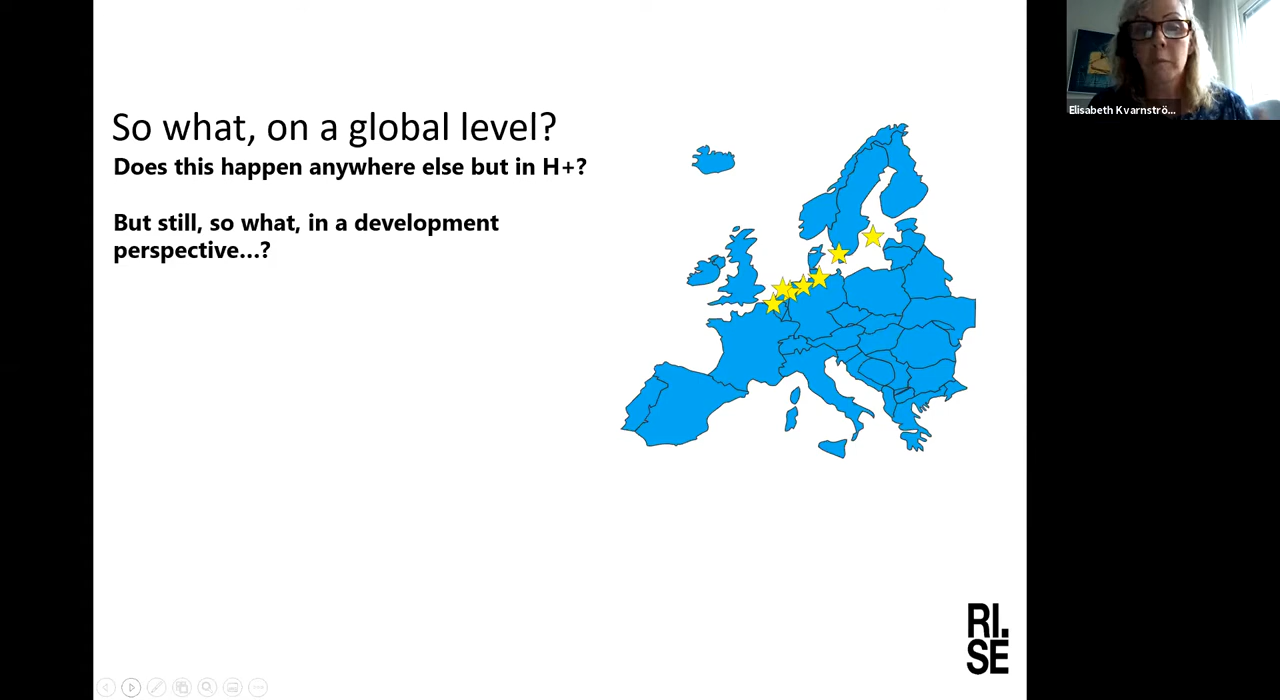 So what, on a global level?
Does this happen anywhere else but in H+?
But still, so what, in a development
perspective...?
Elisabeth Kvarnströ...
RI.
SE